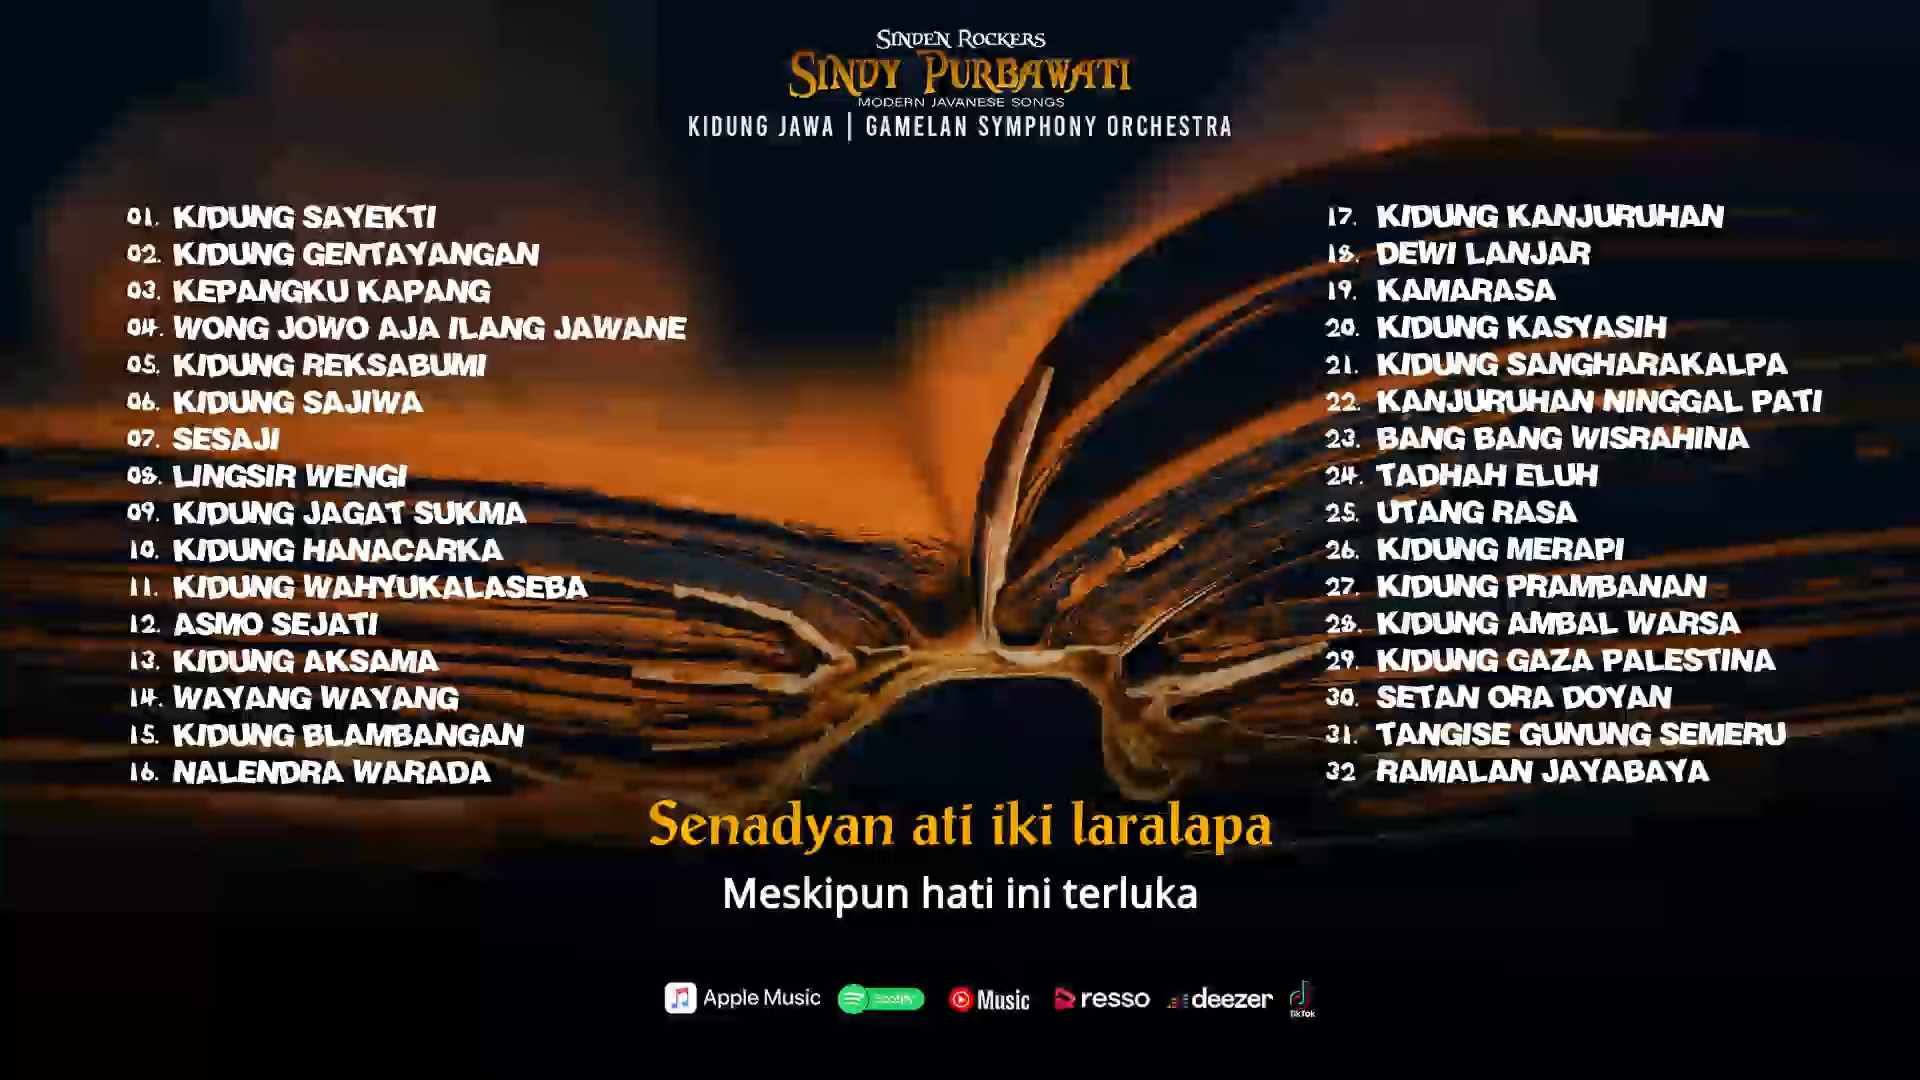 SINDEN ROCKERS
SINDY PURBAWATI
MODERN JAVANESE SONGS
KIDUNG JAWA | GAMELAN SYMPHONY ORCHESTRA
01. KIDUNG SAYEKTI
02. KIDUNG GENTAYANGAN
03. KEPANGKU KAPANG
04. WONG JOWO AJA ILANG JAWANE
05. KIDUNG REKSABUMI
06. KIDUNG SAJIWA
07. SESAJI
08. LINGSIR WENGI
09. KIDUNG JAGAT SUKMA
10. KIDUNG HANACARKA
11. KIDUNG WAHYUKALASEBA
12. ASMO SEJATI
13. KIDUNG AKSAMA
14. WAYANG WAYANG
15. KIDUNG BLAMBANGAN
16. NALENDRA WARADA
17. KIDUNG KANJURUHAN
18. DEWI LANJAR
19. KAMARASA
20. KIDUNG KASYASIH
21. KIDUNG SANGHARAKALPA
22. KANJURUHAN NINGGAL PATI
23. BANG BANG WISRAHINA
24. TADHAH ELUH
25. UTANG RASA
26. KIDUNG MERAPI
27. KIDUNG PRAMBANAN
28. KIDUNG AMBAL WARSA
29. KIDUNG GAZA PALESTINA
30. SETAN ORA DOYAN
31. TANGISE GUNUNG SEMERU
32 RAMALAN JAYABAYA
Senadyan ati iki laralapa
Meskipun hati ini terluka
Apple Music Spotify Music resso deezer TikTok